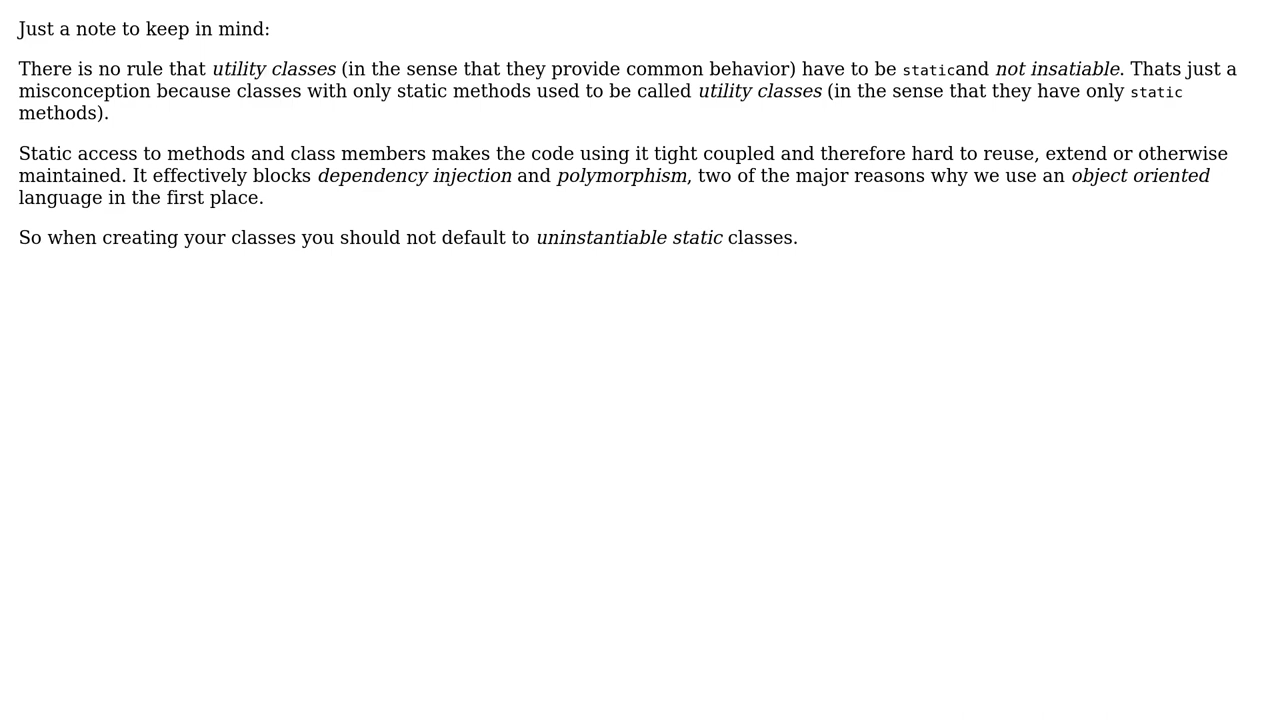 Just a note to keep in mind:
There is no rule that utility classes (in the sense that they provide common behavior) have to be staticand not insatiable. Thats just a
misconception because classes with only static methods used to be called utility classes (in the sense that they have only static
methods).
Static access to methods and class members makes the code using it tight coupled and therefore hard to reuse, extend or otherwise
maintained. It effectively blocks dependency injection and polymorphism, two of the major reasons why we use an object oriented
language in the first place.
So when creating your classes you should not default to uninstantiable static classes.